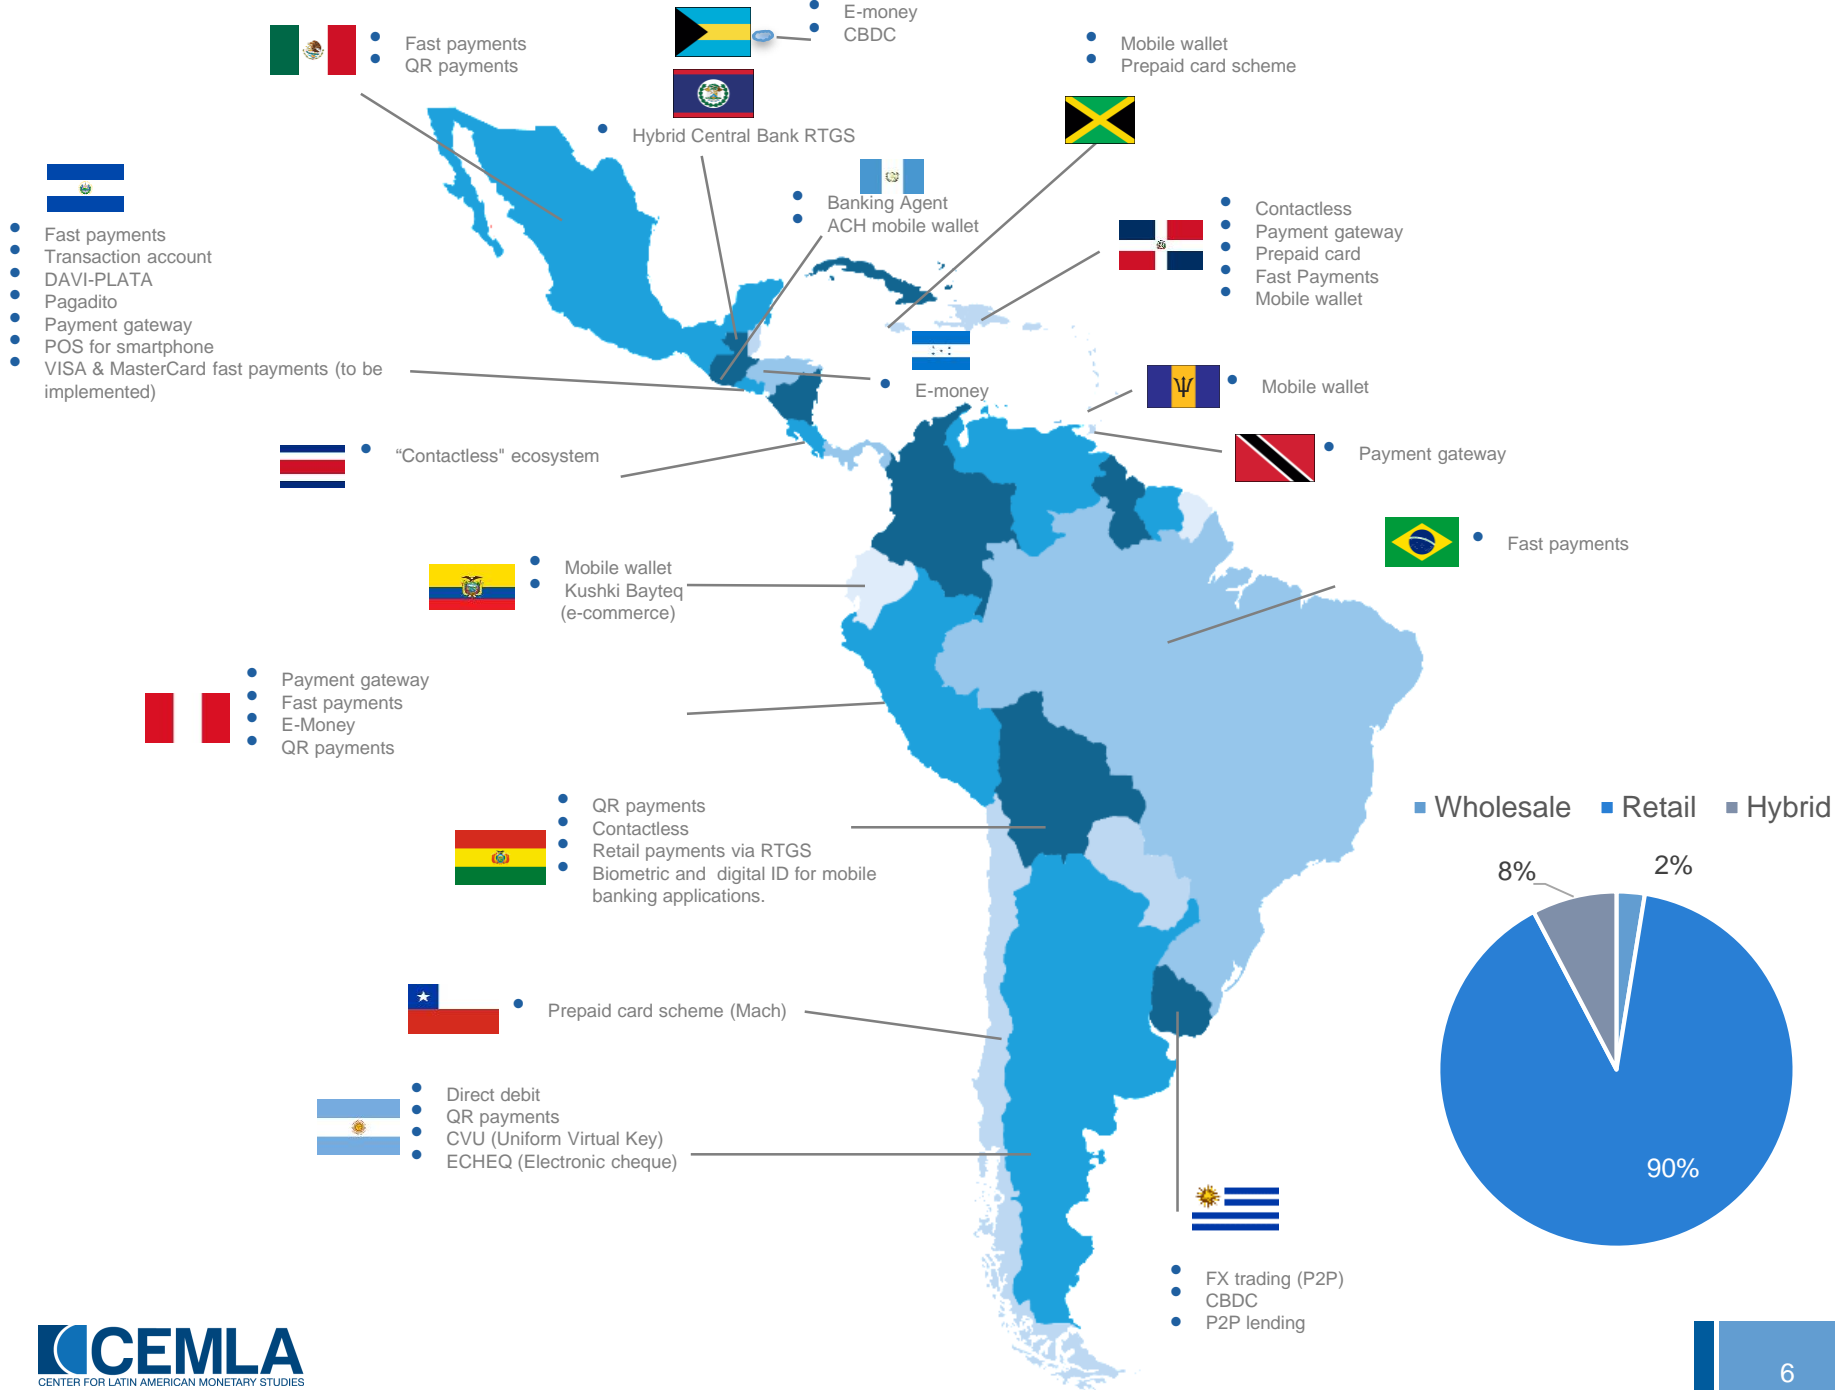 E-money
CBDC
Fast payments
QR payments
Mobile wallet
Prepaid card scheme
Hybrid Central Bank RTGS
Banking Agent
ACH mobile wallet
Contactless
Payment gateway
Prepaid card
Fast Payments
Mobile wallet
Fast payments
Transaction account
DAVI-PLATA
Pagadito
Payment gateway
POS for smartphone
VISA & MasterCard fast payments (to be
implemented)
E-money
Mobile wallet
“Contactless" ecosystem
Payment gateway
Fast payments
Mobile wallet
Kushki Bayteq
(e-commerce)
Payment gateway
Fast payments
E-Money
QR payments
QR payments
Contactless
Retail payments via RTGS
Biometric and digital ID for mobile
banking applications.
Wholesale Retail Hybrid
8%
2%
90%
Prepaid card scheme (Mach)
Direct debit
QR payments
CVU (Uniform Virtual Key)
ECHEQ (Electronic cheque)
FX trading (P2P)
CBDC
P2P lending
CEMLA
CENTER FOR LATIN AMERICAN MONETARY STUDIES
6